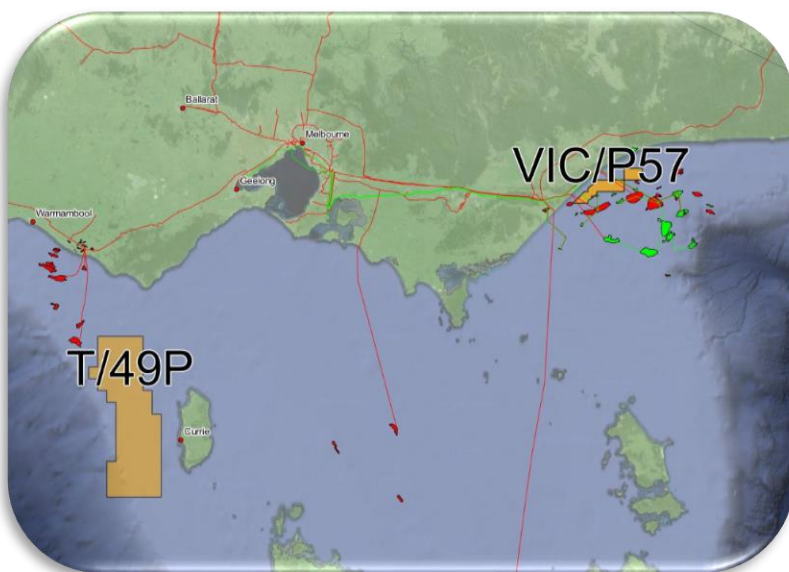 Ballarat
Melbourne
VIC/P57
Geelong
Warrnambool
T/49P
Currie